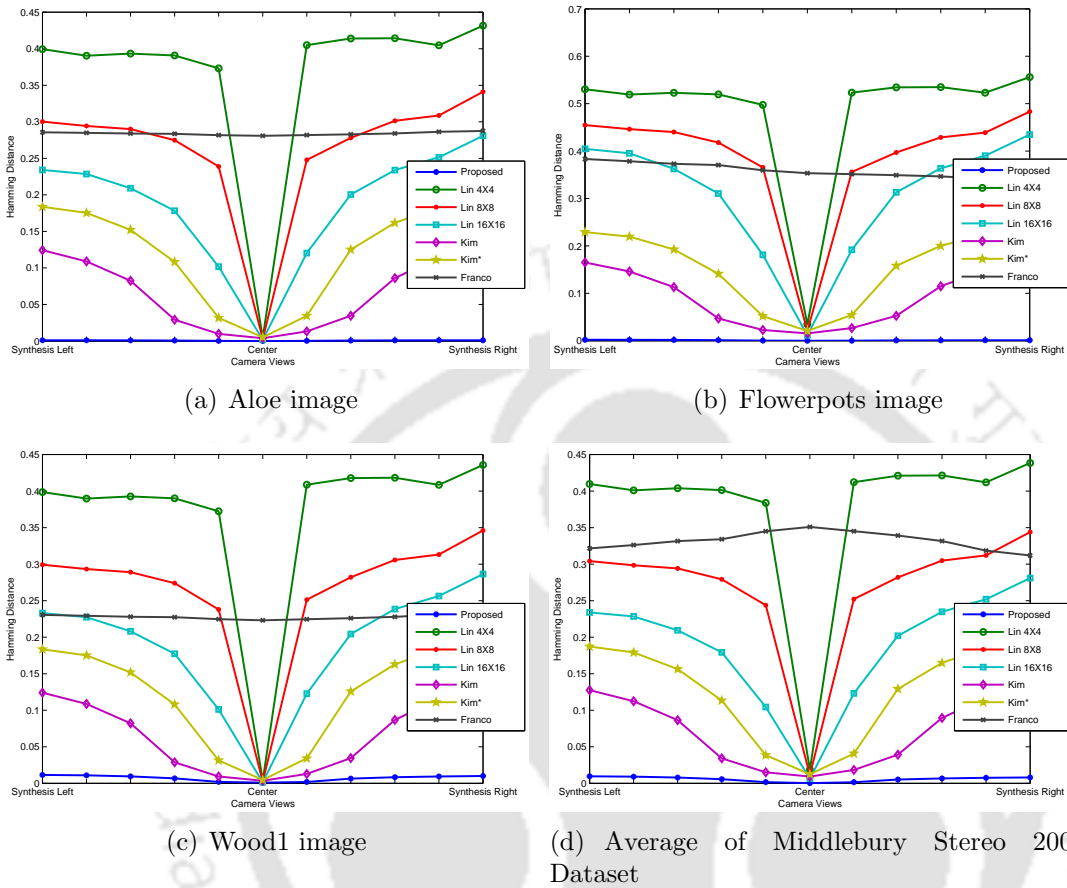 0.45
0.4
0.35
0.3
0.25
0.2
0.15
0.1
0.05
0
Hamming Distance
Synthesis Left
Center
Synthesis Right
Camera Views
Proposed
Lin 4X4
Lin 8X8
Lin 16X16
Kim
Kim*
Franco
(a) Aloe image
0.7
0.6
0.5
0.4
0.3
0.2
0.1
0
Hamming Distance
Synthesis Left
Center
Synthesis Right
Camera Views
Proposed
Lin 4X4
Lin 8X8
Lin 16X16
Kim
Kim*
Franco
(b) Flowerpots image
0.45
0.4
0.35
0.3
0.25
0.2
0.15
0.1
0.05
0
Hamming Distance
Synthesis Left
Center
Synthesis Right
Camera Views
Proposed
Lin 4X4
Lin 8X8
Lin 16X16
Kim
Kim*
Franco
(c) Wood1 image
0.45
0.4
0.35
0.3
0.25
0.2
0.15
0.1
0.05
0
Hamming Distance
Synthesis Left
Center
Synthesis Right
Camera Views
Proposed
Lin 4X4
Lin 8X8
Lin 16X16
Kim
Kim*
Franco
(d) Average of Middlebury Stereo 200
Dataset